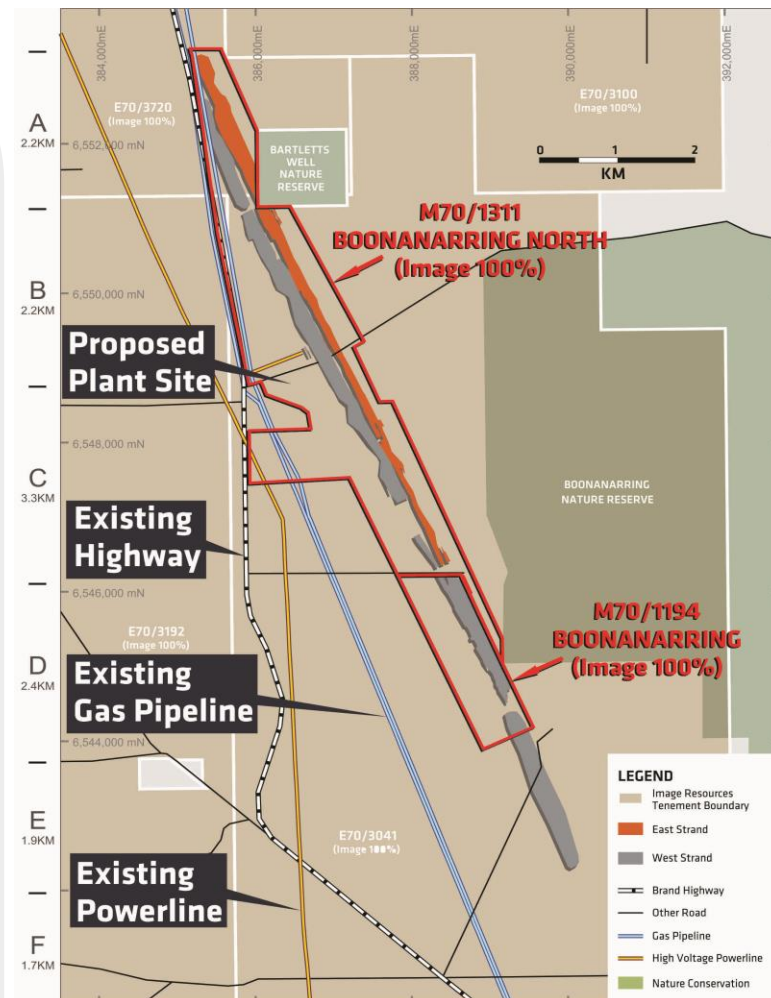 384,000mE
386,000mE
388,000mE
390,000mE
392,000mE
A
2.2KM
B
2.2KM
C
3.3KM
D
2.4KM
E
1.9KM
F
1.7KM
E70/3720
(Image 100%)
E70/3100
(Image 100%)
6,552,000 mN
BARTLETTS
WELL
NATURE
RESERVE
0 1 2
KM
M70/1311
BOONANARRING NORTH
(Image 100%)
6,550,000 mN
Proposed
Plant Site
6,548,000 mN
BOONANARRING
NATURE RESERVE
Existing
Highway
6,546,000 mN
M70/1194
BOONANARRING
(Image 100%)
E70/3192
(Image 100%)
Existing
Gas Pipeline
6,544,000 mN
E70/3041
(Image 100%)
Existing
Powerline
LEGEND
Image Resources
Tenement Boundary
East Strand
West Strand
Brand Highway
Other Road
Gas Pipeline
High Voltage Powerline
Nature Conservation